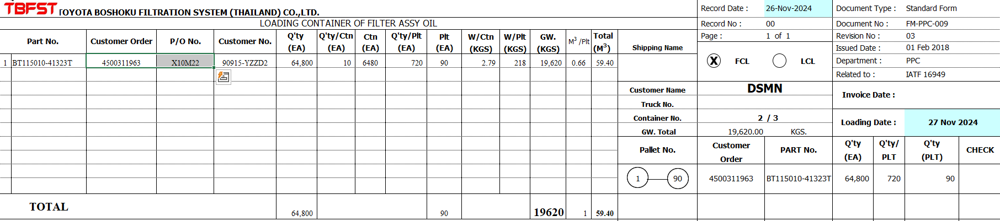 TBFST TOYOTA BOSHOKU FILTRATION SYSTEM (THAILAND) CO.,LTD.
LOADING CONTAINER OF FILTER ASSY OIL
Record Date : 26-Nov-2024
Record No : 00
Page : 1 of 1
Document Type : Standard Form
Document No : FM-PPC-009
Revision No : 03
Issued Date : 01 Feb 2018
Department : PPC
Related to : IATF 16949
Part No. Customer Order P/O No. Customer No. Q'ty (EA) Q'ty/Ctn (EA) Ctn (EA) Q'ty/Plt (EA) Plt (EA) W/Ctn (KGS) W/Plt (KGS) GW. (KGS) M3 /Plt Total (M3)
1 BT115010-41323T 4500311963 X10M22 90915-YZZD2 64,800 10 6480 720 90 2.79 218 19,620 0.66 59.40
TOTAL 64,800 90 19620 1 59.40
Shipping Name X FCL LCL
Customer Name DSMN
Truck No.
Container No. 2 / 3
GW. Total 19,620.00 KGS.
Invoice Date :
Loading Date : 27 Nov 2024
Pallet No. Customer Order PART No. Q'ty (EA) Q'ty/ PLT Q'ty (PLT) CHECK
1 90 4500311963 BT115010-41323T 64,800 720 90